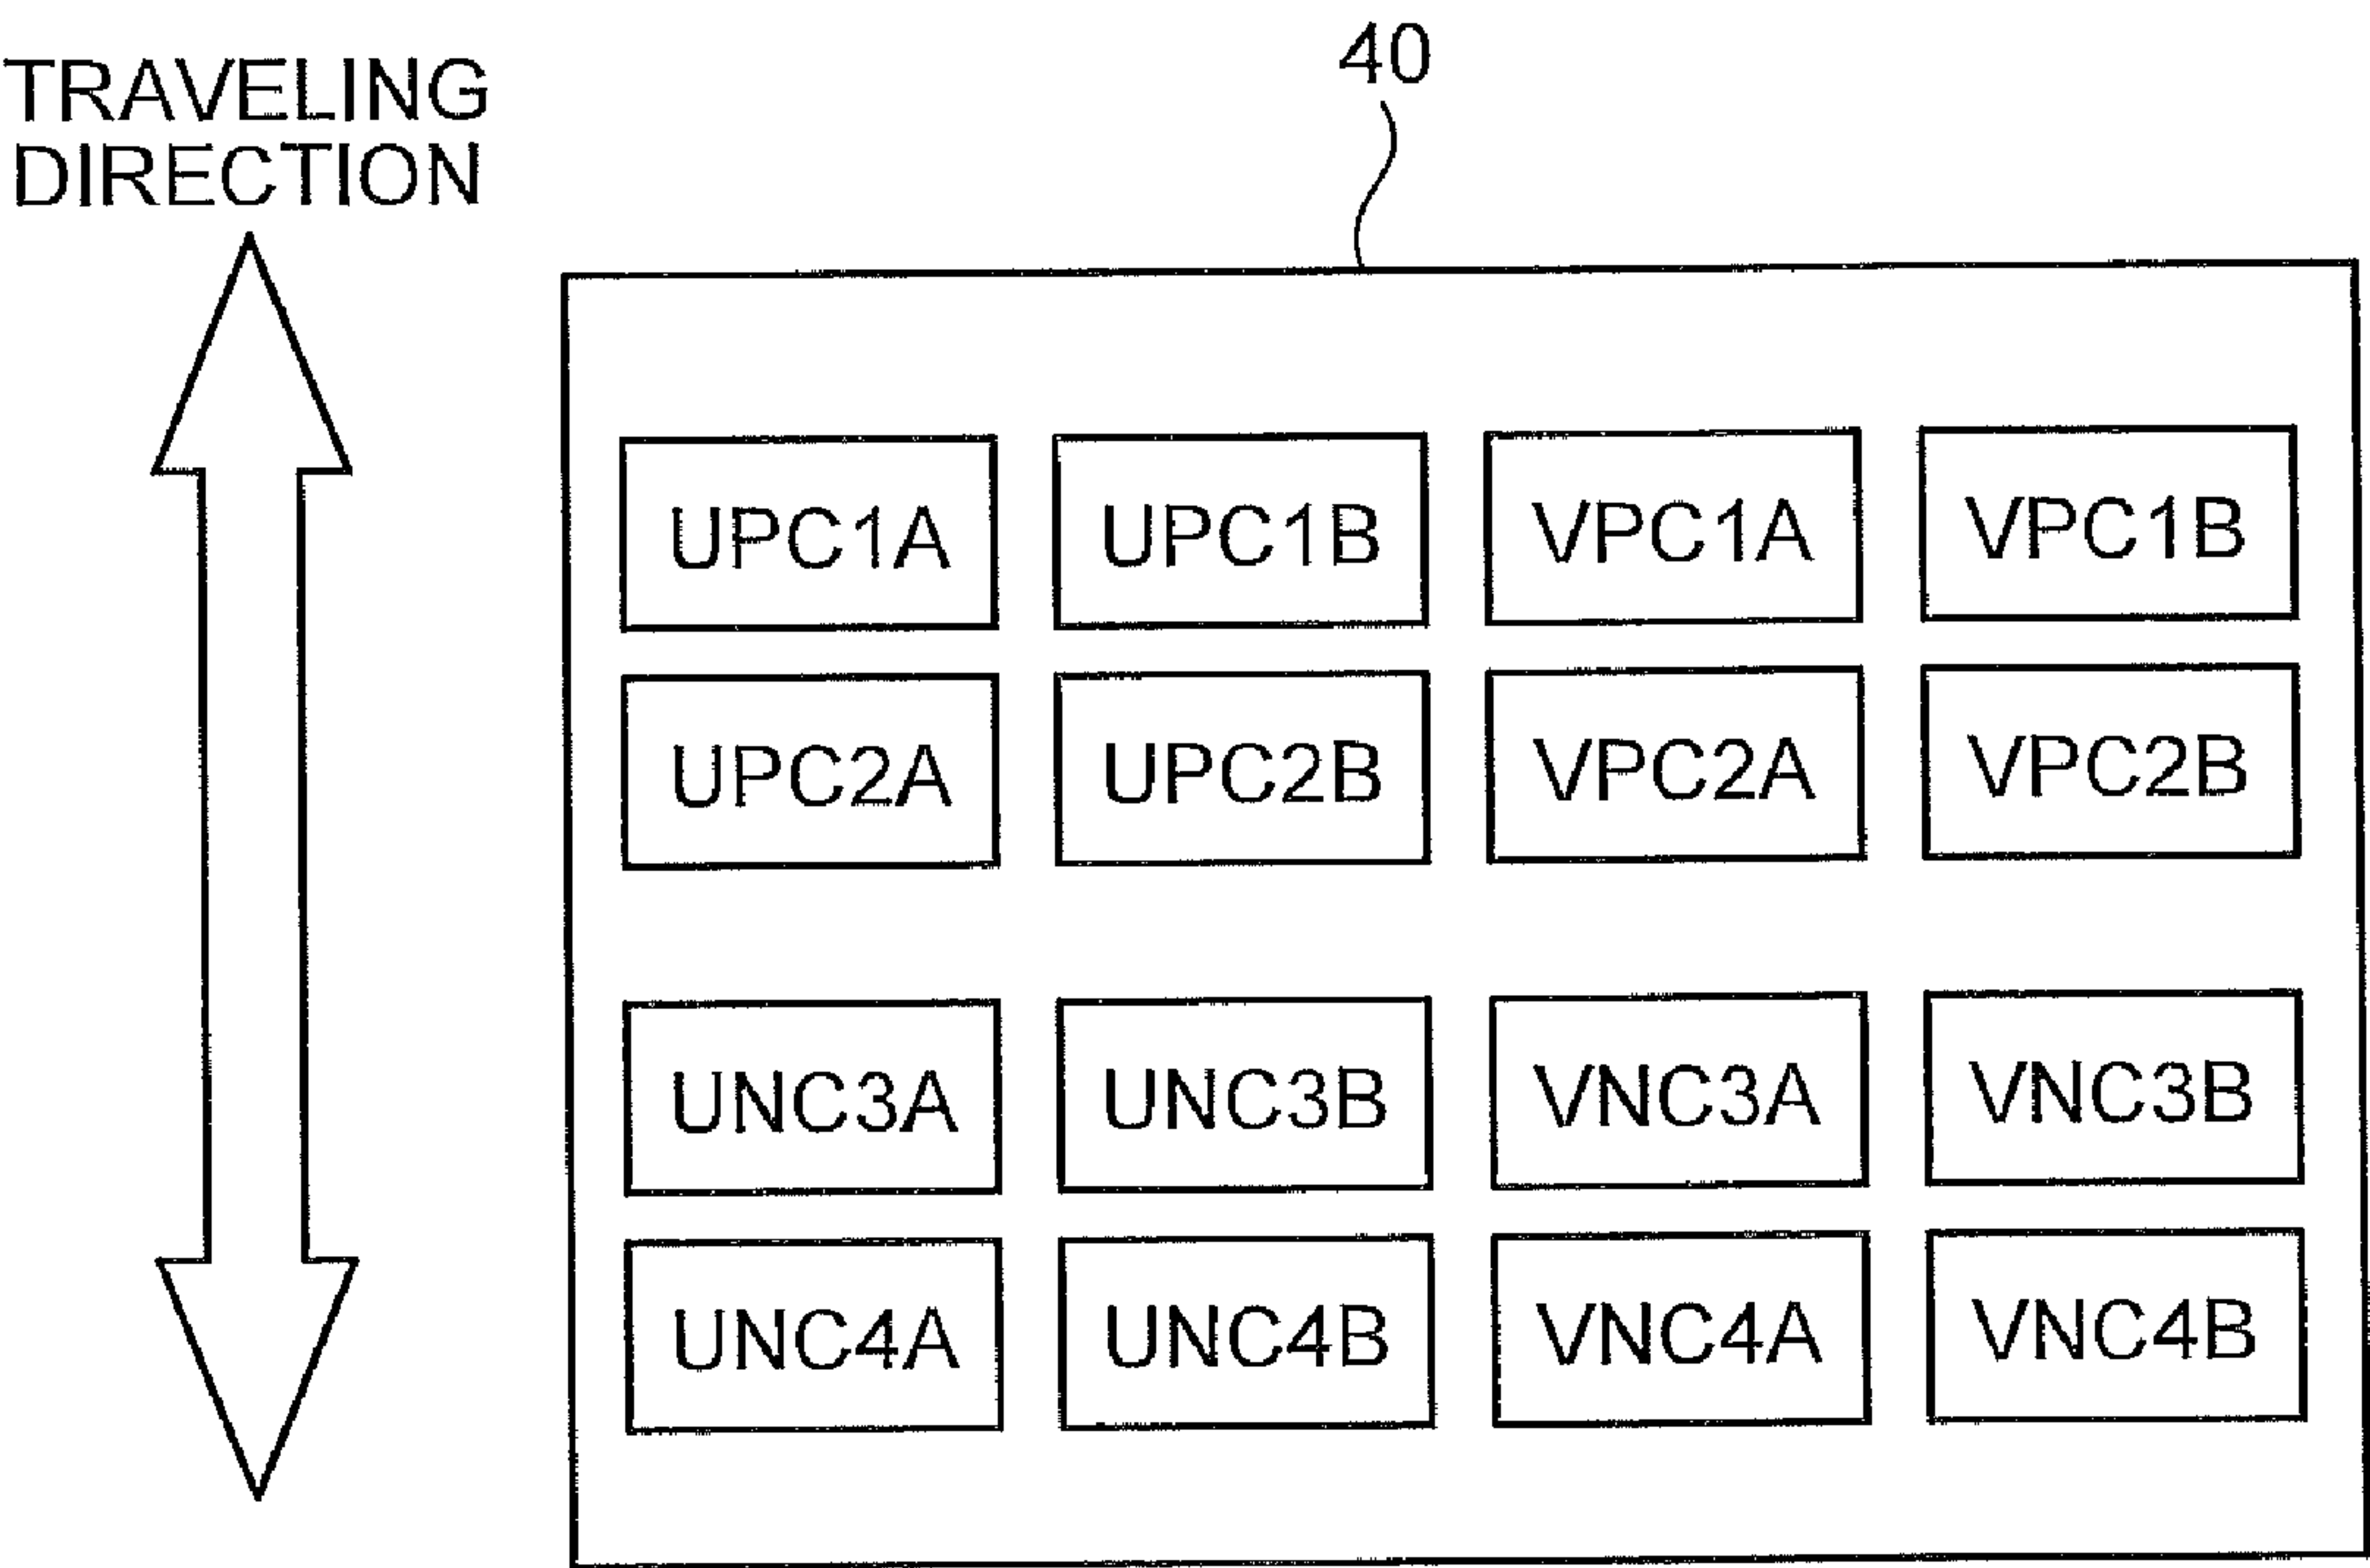 TRAVELING
DIRECTION
40
UPC1A UPC1B VPC1A VPC1B
UPC2A UPC2B VPC2A VPC2B
UNC3A UNC3B VNC3A VNC3B
UNC4A UNC4B VNC4A VNC4B